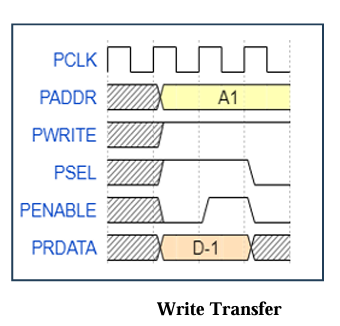 PCLK
PADDR A1
PWRITE
PSEL
PENABLE
PRDATA D-1
Write Transfer